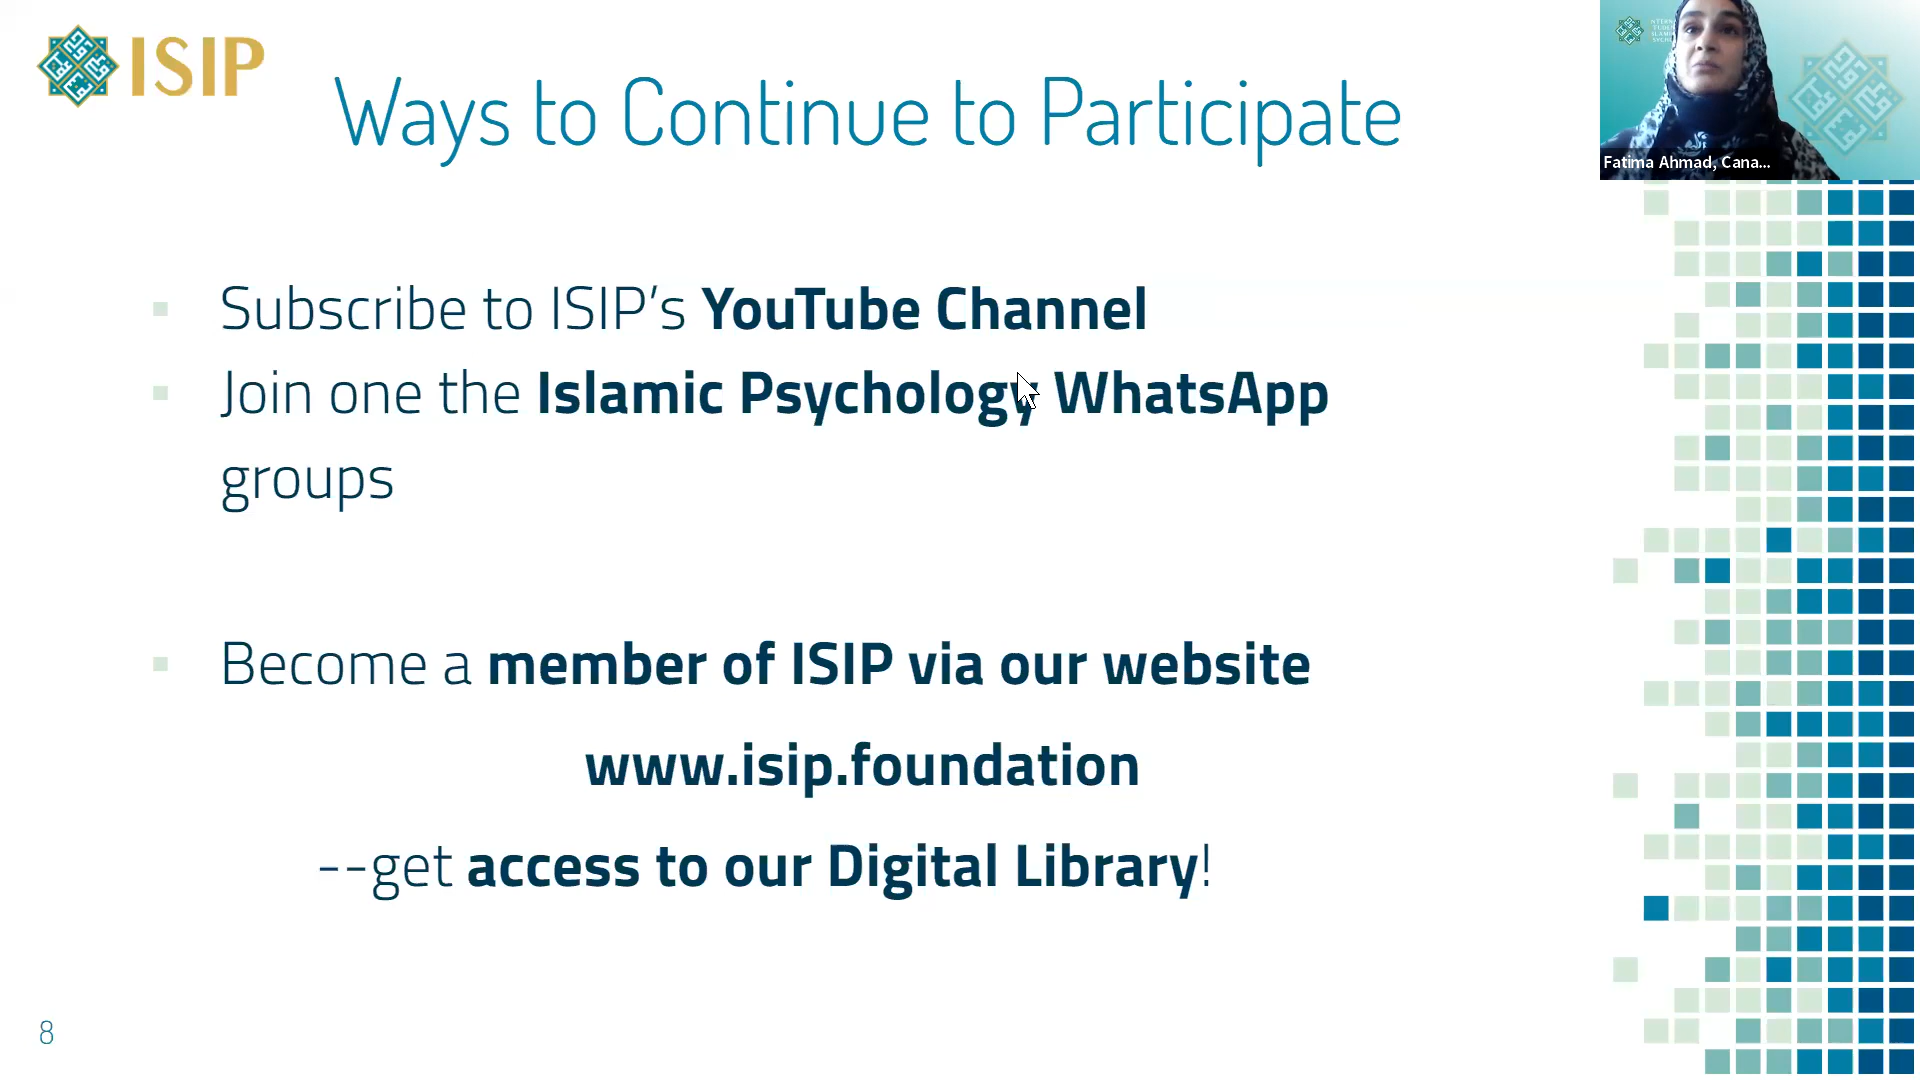 ISIP
Ways to Continue to Participate
Fatima Ahmad, Cana...
Subscribe to ISIP’s YouTube Channel
Join one the Islamic Psychology WhatsApp
groups
Become a member of ISIP via our website
www.isip.foundation
--get access to our Digital Library!
8